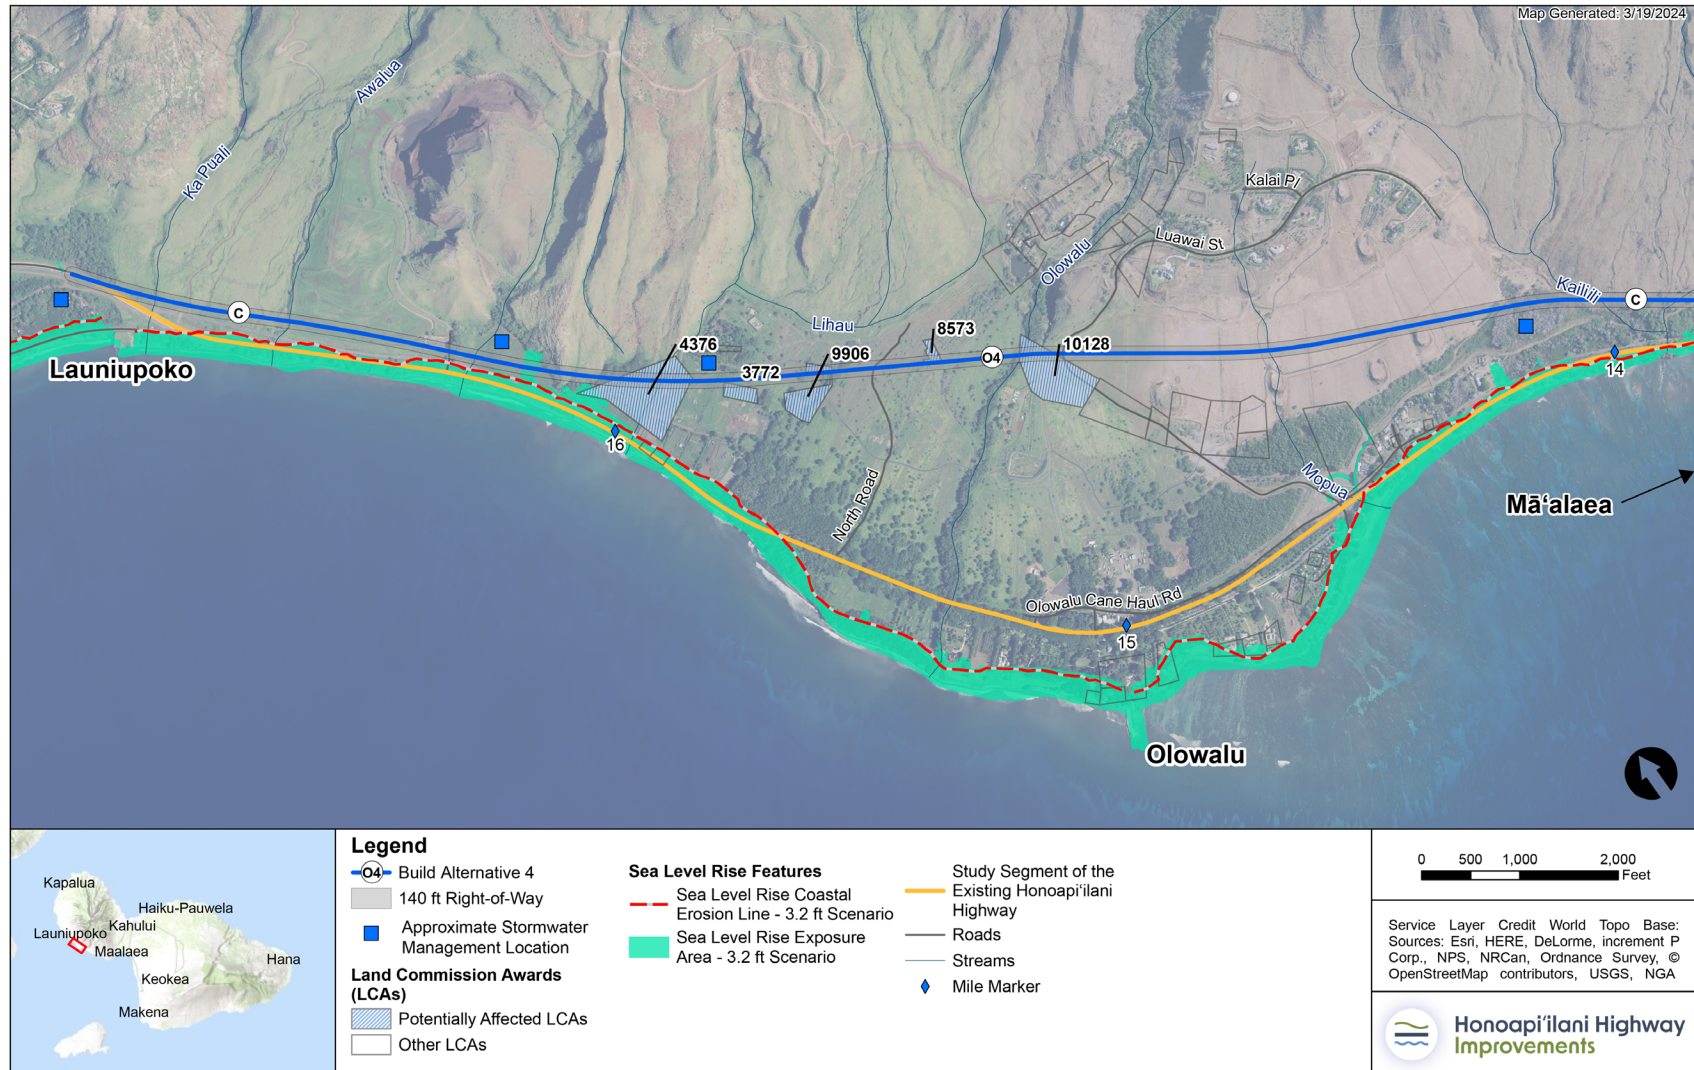 Map Generated: 3/19/2024
Awalua
Ka Puali
Kalai Pl
Luawai St
Olowalu
Kailiili
C
C
Lihau
8573
4376
9906
10128
3772
O4
Launiupoko
14
16
North Road
Mopua
Mā‘alaea
Olowalu Cane Haul Rd
15
Olowalu
Kapalua
Haiku-Pauwela
Kahului
Launiupoko
Maalaea
Hana
Keokea
Makena
Legend
O4 Build Alternative 4
140 ft Right-of-Way
Approximate Stormwater
Management Location
Land Commission Awards
(LCAs)
Potentially Affected LCAs
Other LCAs
Sea Level Rise Features
Sea Level Rise Coastal
Erosion Line - 3.2 ft Scenario
Sea Level Rise Exposure
Area - 3.2 ft Scenario
Study Segment of the
Existing Honoapi‘ilani
Highway
Roads
Streams
Mile Marker
0 500 1,000 2,000
Feet
Service Layer Credit World Topo Base:
Sources: Esri, HERE, DeLorme, increment P
Corp., NPS, NRCan, Ordnance Survey, ©
OpenStreetMap contributors, USGS, NGA
Honoapi‘ilani Highway
Improvements